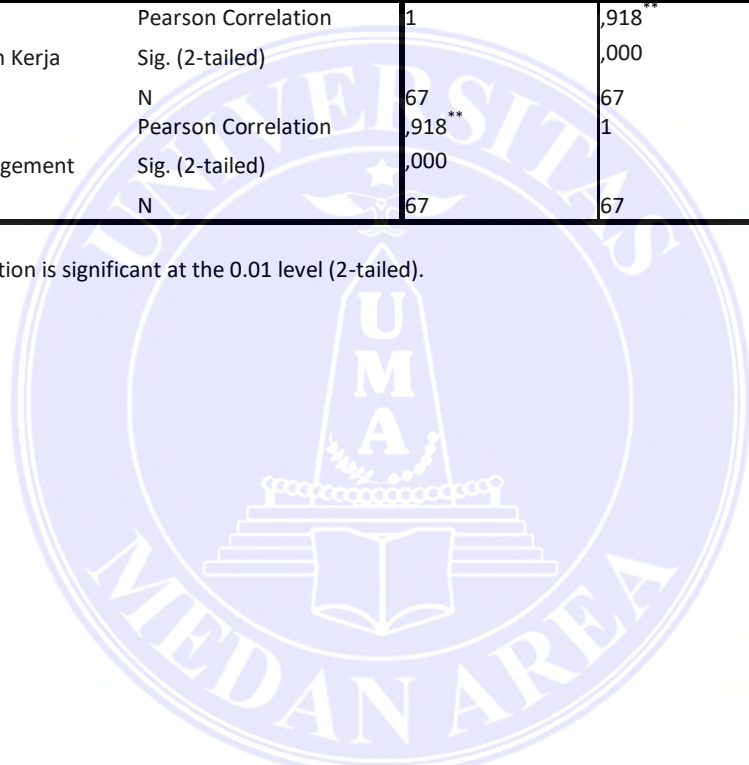 Pearson Correlation 1 ,918**
n Kerja Sig. (2-tailed) ,000
N 67 67
Pearson Correlation ,918** 1
gement Sig. (2-tailed) ,000
N 67 67
tion is significant at the 0.01 level (2-tailed).
UNIVERSITAS
UMA
MEDAN AREA